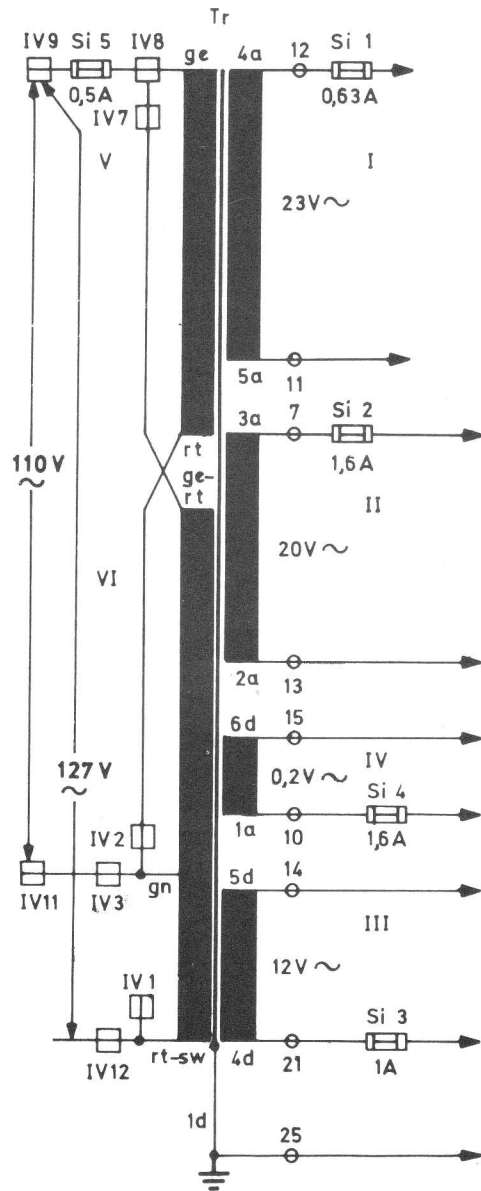 Tr
IV9 Si 5 IV8 ge 4a 12 Si 1
0,5A 0,63A
IV7
V I
23V~
5a 11
3a 7 Si 2
rt 1,6A
110 V ~ ge-
rt II
20V~
VI
2a 13
6d 15
127 V ~ IV
0,2V~ Si 4
IV2 1a 10 1,6A
gn 5d 14
IV11 IV3
III
12V~
IV1 Si 3
IV12 rt-sw 4d 21 1A
1d
25